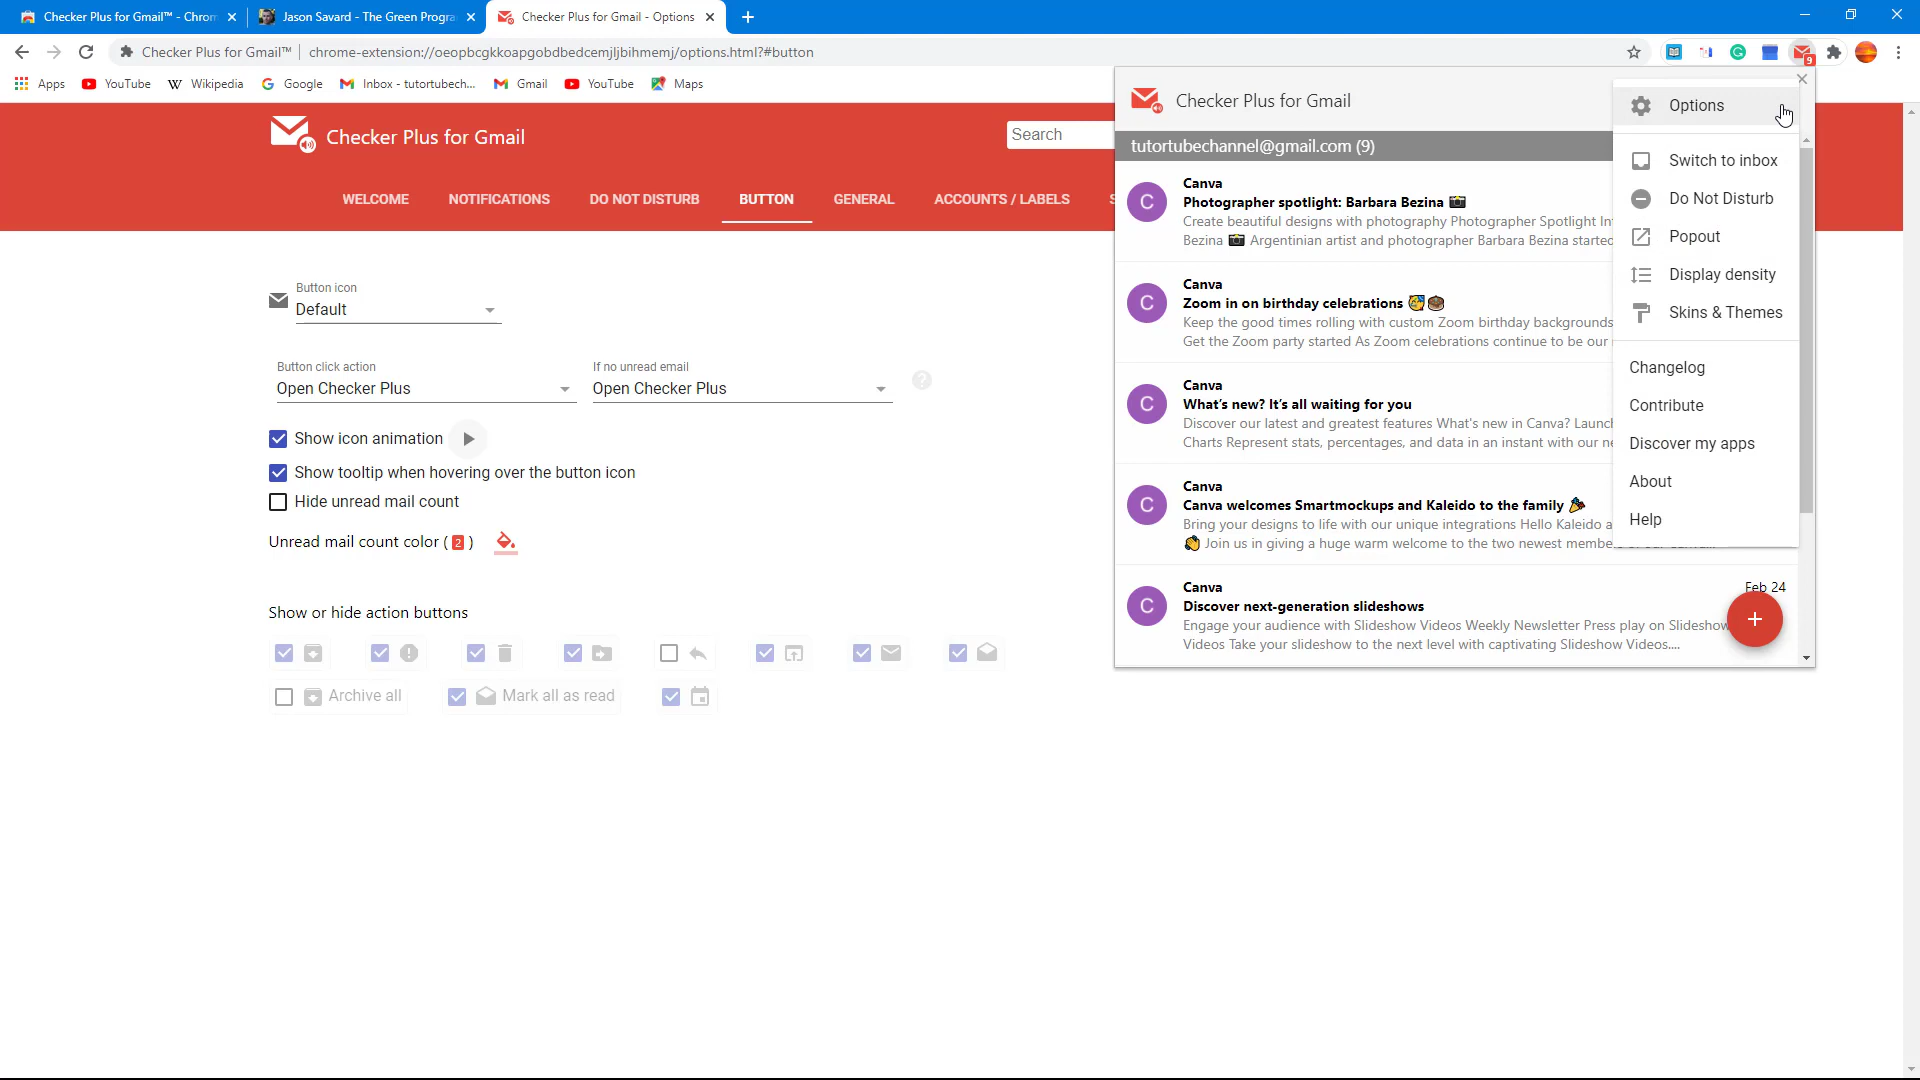 Checker Plus for Gmail™ - Chrom
Jason Savard - The Green Progra
Checker Plus for Gmail - Options
Checker Plus for Gmail™ chrome-extension://oeopbcgkkoapgobdbedcemjljbihmemj/options.html?#button
9
Apps YouTube Wikipedia Google Inbox - tutortubech... Gmail YouTube Maps
Checker Plus for Gmail
Search
WELCOME NOTIFICATIONS DO NOT DISTURB BUTTON GENERAL ACCOUNTS / LABELS S
Button icon
Default
Button click action
Open Checker Plus
If no unread email
Open Checker Plus
Show icon animation
Show tooltip when hovering over the button icon
Hide unread mail count
Unread mail count color ( 2 )
Show or hide action buttons
Archive all
Mark all as read
Checker Plus for Gmail
tutortubechannel@gmail.com (9)
C
Canva
Photographer spotlight: Barbara Bezina 📷
Create beautiful designs with photography Photographer Spotlight In
Bezina 📷 Argentinian artist and photographer Barbara Bezina started
C
Canva
Zoom in on birthday celebrations 🥳🎂
Keep the good times rolling with custom Zoom birthday backgrounds
Get the Zoom party started As Zoom celebrations continue to be our
C
Canva
What's new? It's all waiting for you
Discover our latest and greatest features What's new in Canva? Launc
Charts Represent stats, percentages, and data in an instant with our ne
C
Canva
Canva welcomes Smartmockups and Kaleido to the family 🎉
Bring your designs to life with our unique integrations Hello Kaleido a
👏 Join us in giving a huge warm welcome to the two newest membe
C
Canva
Feb 24
Discover next-generation slideshows
Engage your audience with Slideshow Videos Weekly Newsletter Press play on Slideshow
Videos Take your slideshow to the next level with captivating Slideshow Videos....
Options
Switch to inbox
Do Not Disturb
Popout
Display density
Skins & Themes
Changelog
Contribute
Discover my apps
About
Help